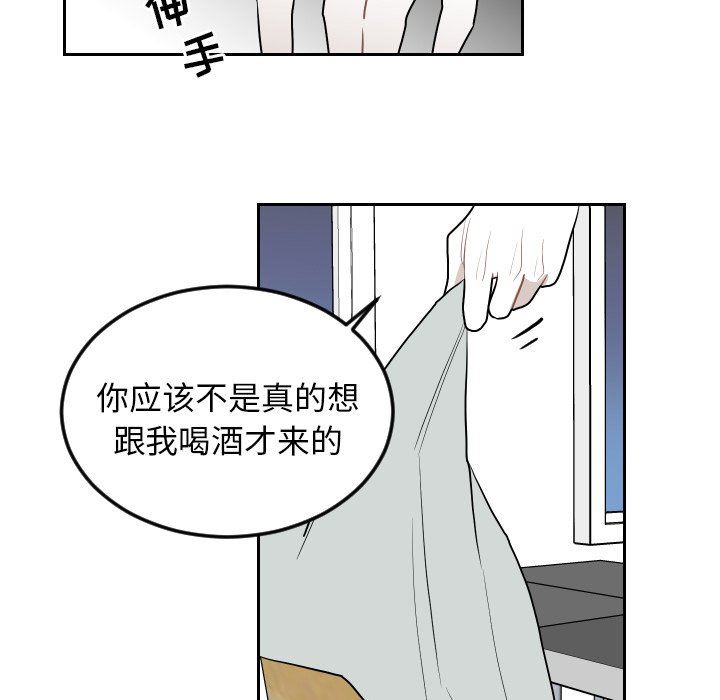 伸手
你应该不是真的想
跟我喝酒才来的